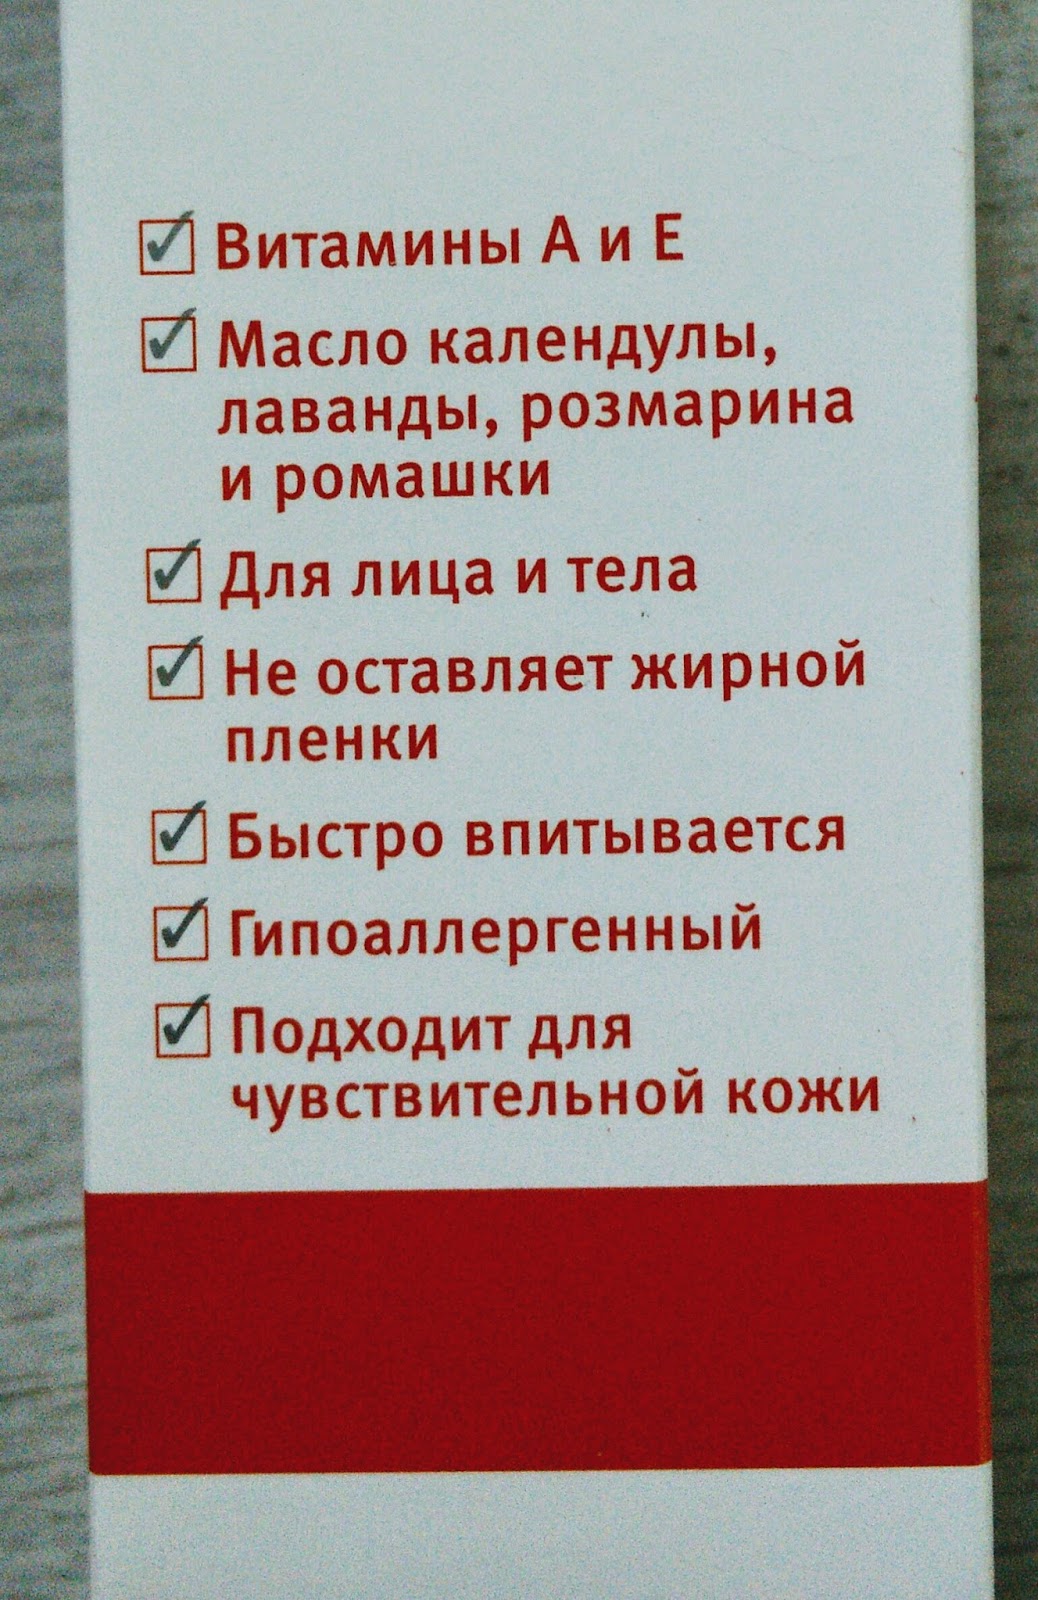 Витамины А и Е
Масло календулы,
лаванды, розмарина
и ромашки
Для лица и тела
Не оставляет жирной
пленки
Быстро впитывается
Гипоаллергенный
Подходит для
чувствительной кожи